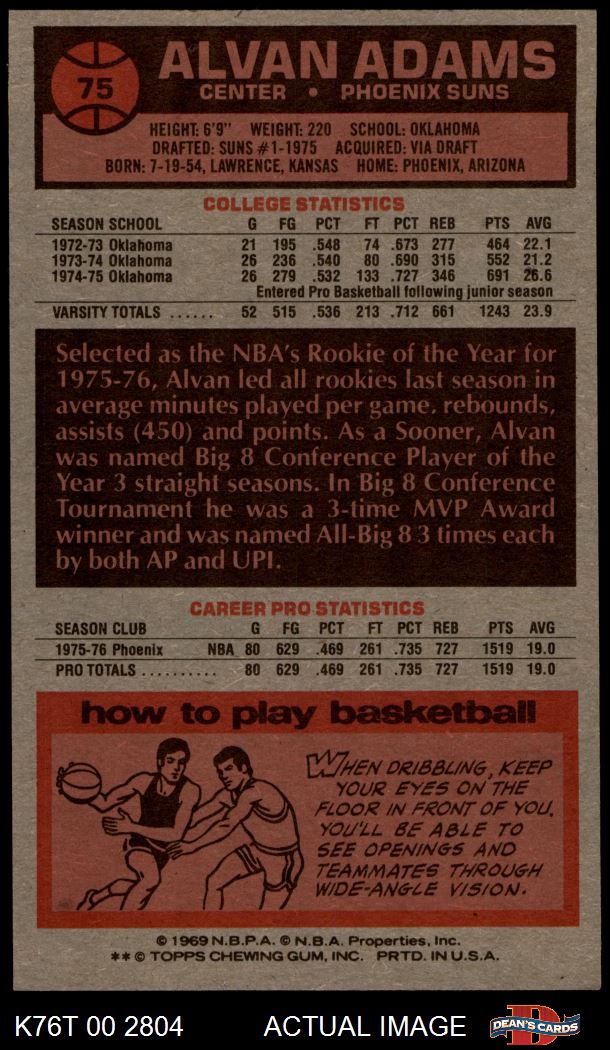 75
ALVAN ADAMS
CENTER • PHOENIX SUNS
HEIGHT: 6'9" WEIGHT: 220 SCHOOL: OKLAHOMA
DRAFTED: SUNS #1-1975 ACQUIRED: VIA DRAFT
BORN: 7-19-54, LAWRENCE, KANSAS HOME: PHOENIX, ARIZONA
COLLEGE STATISTICS
SEASON SCHOOL G FG PCT FT PCT REB PTS AVG
1972-73 Oklahoma 21 195 .548 74 .673 277 464 22.1
1973-74 Oklahoma 26 236 .540 80 .690 315 552 21.2
1974-75 Oklahoma 26 279 .532 133 .727 346 691 26.6
Entered Pro Basketball following junior season
VARSITY TOTALS ...... 52 515 .536 213 .712 661 1243 23.9
Selected as the NBA's Rookie of the Year for
1975-76, Alvan led all rookies last season in
average minutes played per game, rebounds,
assists (450) and points. As a Sooner, Alvan
was named Big 8 Conference Player of the
Year 3 straight seasons. In Big 8 Conference
Tournament he was a 3-time MVP Award
winner and was named All-Big 8 3 times each
by both AP and UPI.
CAREER PRO STATISTICS
SEASON CLUB G FG PCT FT PCT REB PTS AVG
1975-76 Phoenix NBA 80 629 .469 261 .735 727 1519 19.0
PRO TOTALS .......... 80 629 .469 261 .735 727 1519 19.0
how to play basketball
WHEN DRIBBLING, KEEP
YOUR EYES ON THE
FLOOR IN FRONT OF YOU.
YOU'LL BE ABLE TO
SEE OPENINGS AND
TEAMMATES THROUGH
WIDE-ANGLE VISION.
© 1969 N.B.P.A. © N.B.A. Properties, Inc.
** © TOPPS CHEWING GUM, INC. PRTD. IN U.S.A.
K76T 00 2804 ACTUAL IMAGE D DEAN'S CARDS